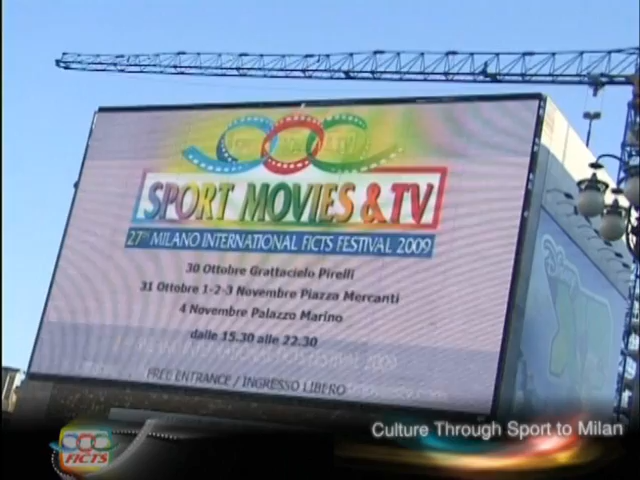 SPORT MOVIES & TV
27TH MILANO INTERNATIONAL FICTS FESTIVAL 2009
30 Ottobre Grattacielo Pirelli
31 Ottobre 1-2-3 Novembre Piazza Mercanti
4 Novembre Palazzo Marino
dalle 15.30 alle 22.30
FREE ENTRANCE / INGRESSO LIBERO
Disney
FICTS
Culture Through Sport to Milan